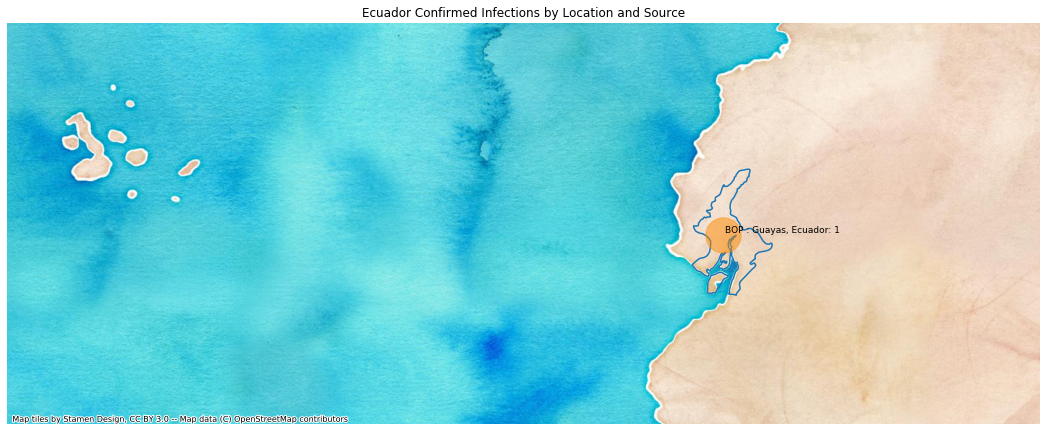 Ecuador Confirmed Infections by Location and Source
BOP : Guayas, Ecuador: 1
Map tiles by Stamen Design, CC BY 3.0 -- Map data (C) OpenStreetMap contributors